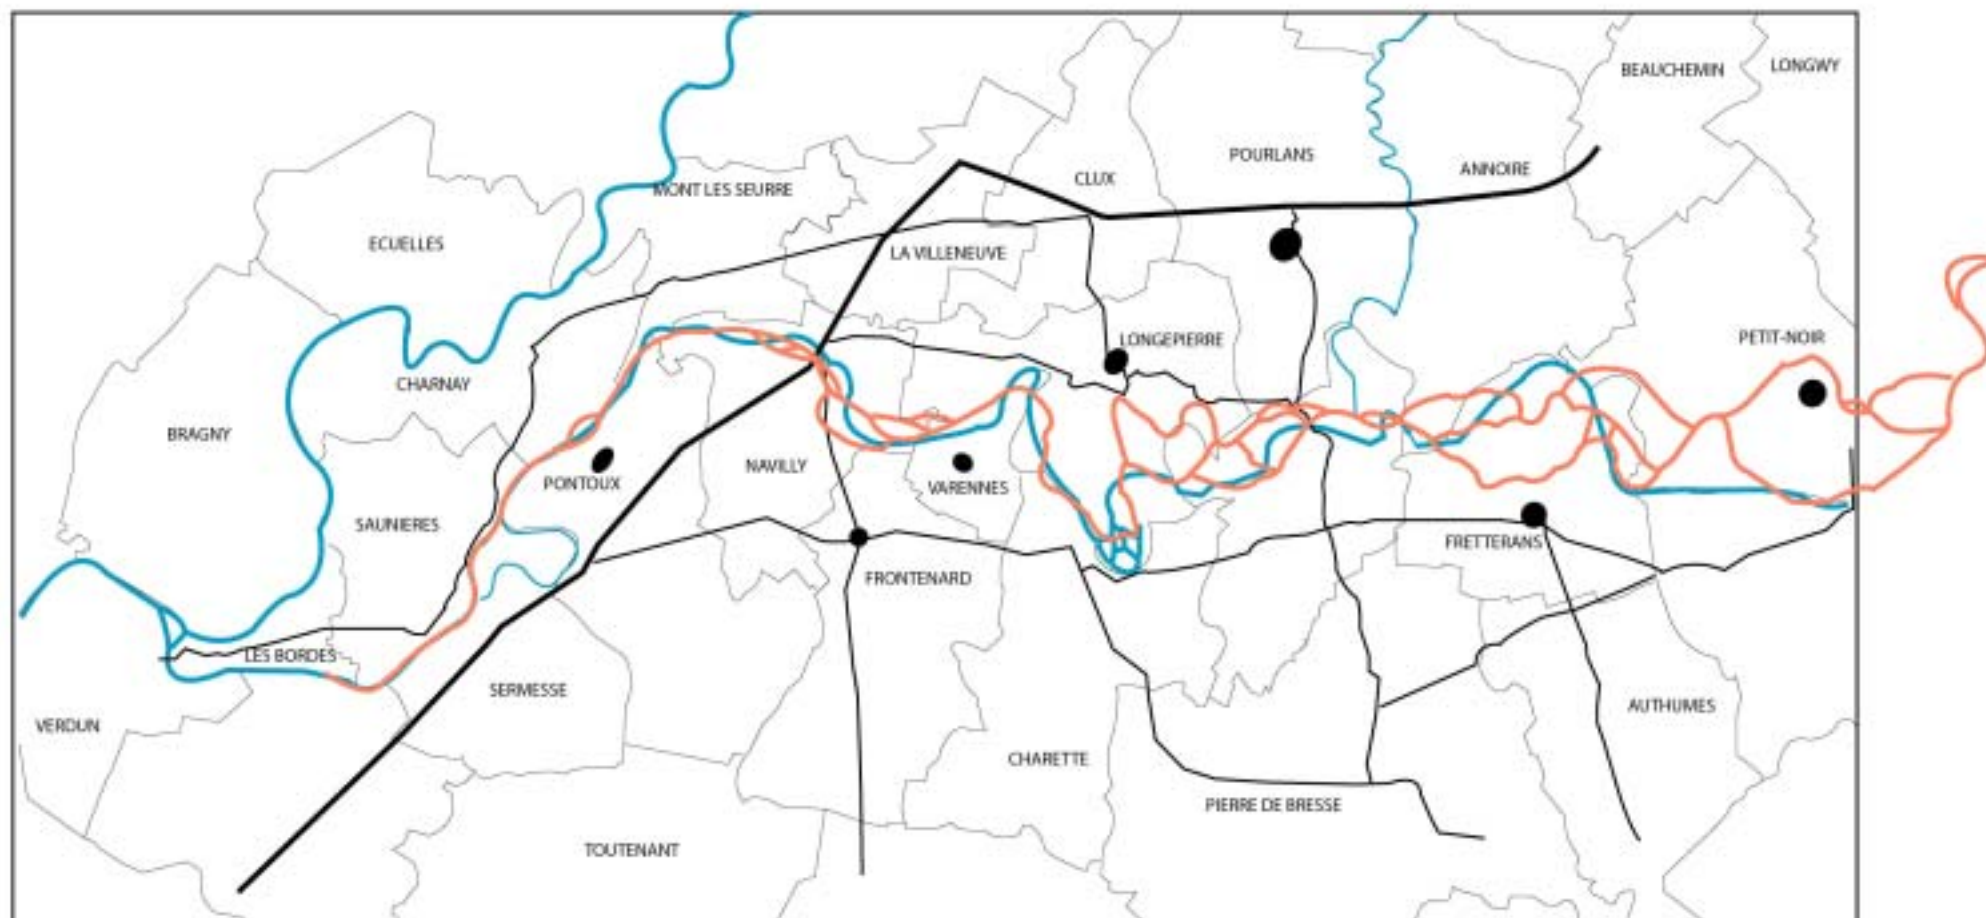 BEAUCHEMIN
LONGWY
POURLANS
ANNOIRE
CLUX
MONT LES SEURRE
ECUELLES
LA VILLENEUVE
LONGEPIERRE
PETIT-NOIR
CHARNAY
BRAGNY
NAVILLY
PONTOUX
VARENNES
SAUNIERES
FRETTERANS
FRONTENARD
LES BORDES
SERMESSE
AUTHUMES
VERDUN
CHARETTE
PIERRE DE BRESSE
TOUTENANT